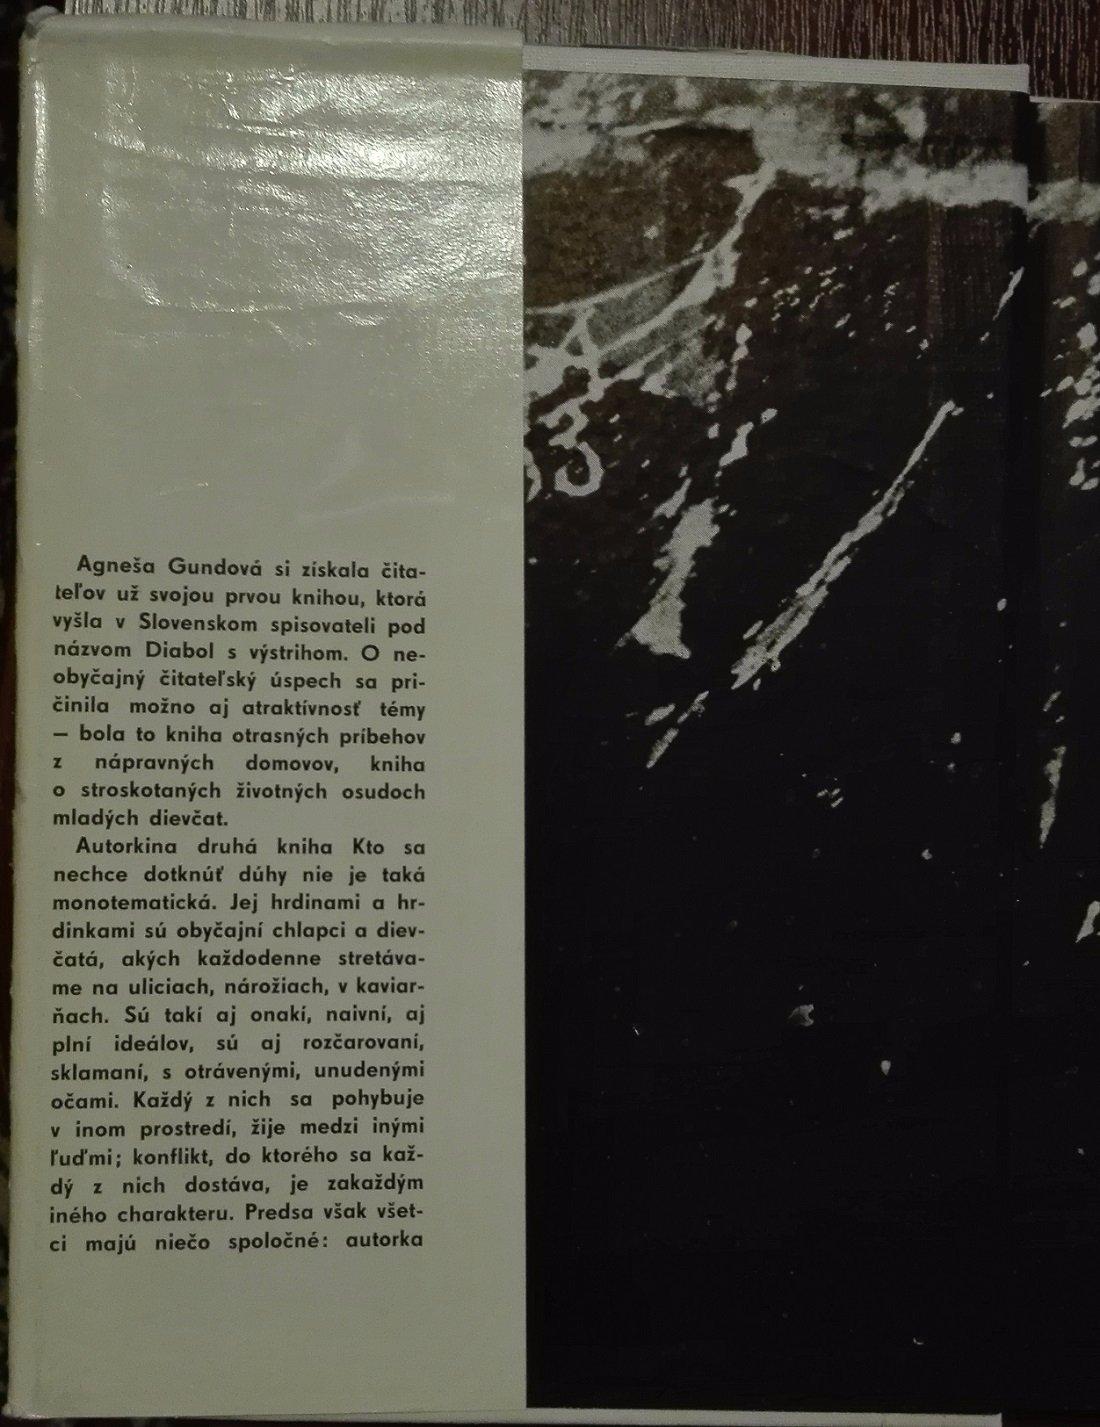 Agneša Gundová si získala čita-
teľov už svojou prvou knihou, ktorá
vyšla v Slovenskom spisovateli pod
názvom Diabol s výstrihom. O ne-
obyčajný čitateľský úspech sa pri-
činila možno aj atraktívnosť témy
— bola to kniha otrasných príbehov
z nápravných domovov, kniha
o stroskotaných životných osudoch
mladých dievčat.
Autorkina druhá kniha Kto sa
nechce dotknúť dúhy nie je taká
monotematická. Jej hrdinami a hr-
dinkami sú obyčajní chlapci a diev-
čatá, akých každodenne stretáva-
me na uliciach, nárožiach, v kaviar-
ňach. Sú takí aj onakí, naivní, aj
plní ideálov, sú aj rozčarovaní,
sklamaní, s otrávenými, unudenými
očami. Každý z nich sa pohybuje
v inom prostredí, žije medzi inými
ľuďmi; konflikt, do ktorého sa kaž-
dý z nich dostáva, je zakaždým
iného charakteru. Predsa však všet-
ci majú niečo spoločné: autorka